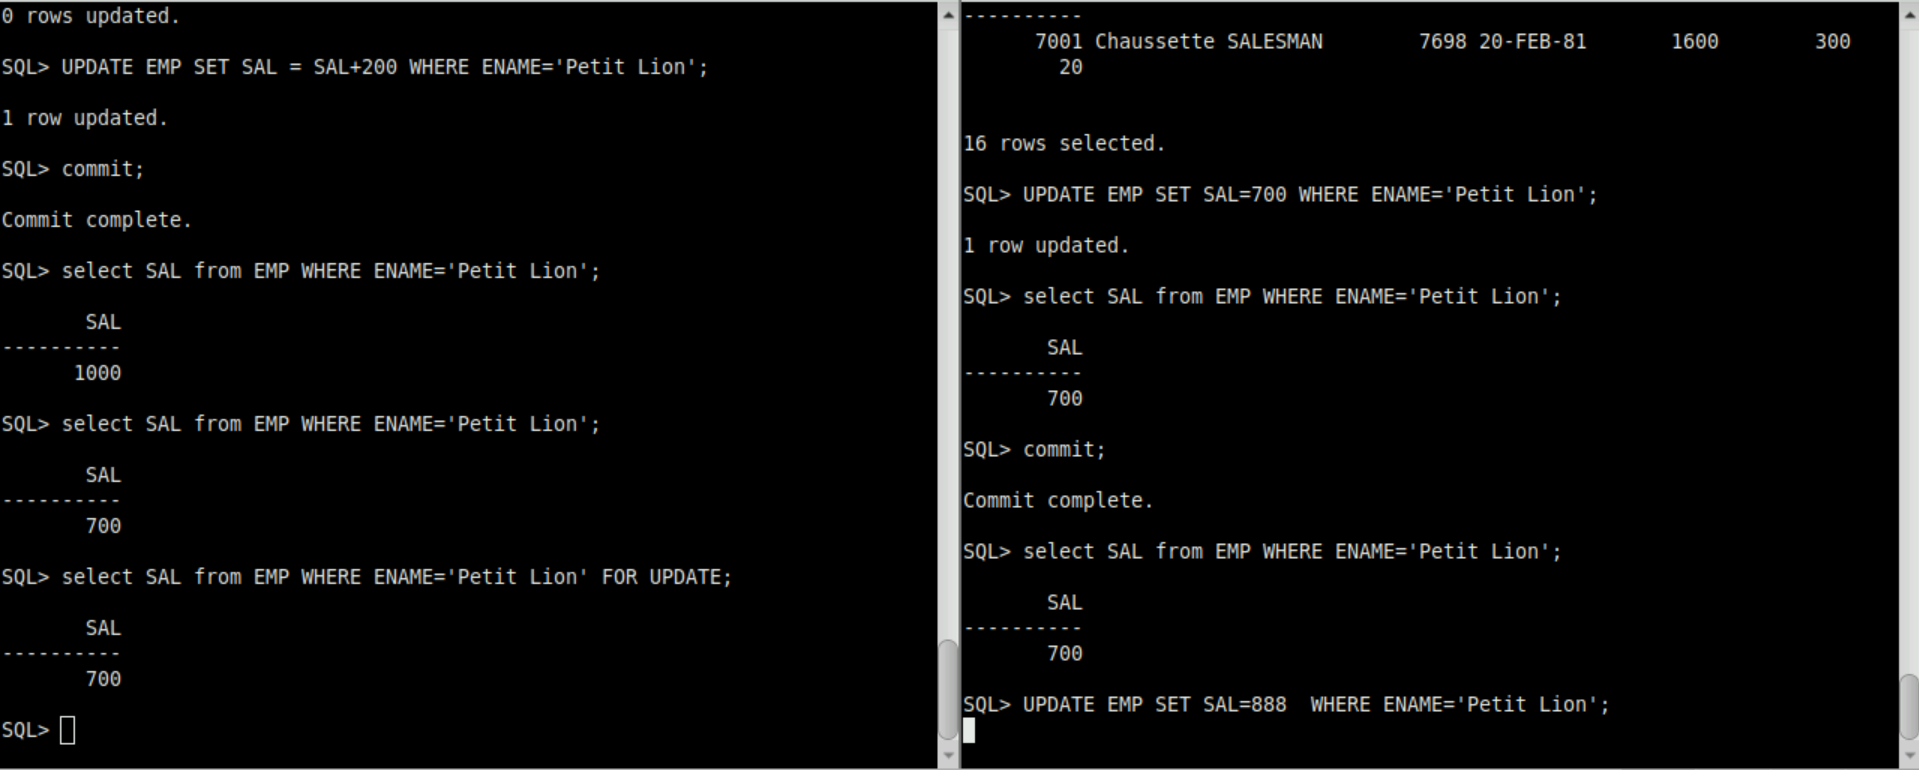 0 rows updated.
SQL> UPDATE EMP SET SAL = SAL+200 WHERE ENAME='Petit Lion';
1 row updated.
SQL> commit;
Commit complete.
SQL> select SAL from EMP WHERE ENAME='Petit Lion';
       SAL
----------
      1000
SQL> select SAL from EMP WHERE ENAME='Petit Lion';
       SAL
----------
       700
SQL> select SAL from EMP WHERE ENAME='Petit Lion' FOR UPDATE;
       SAL
----------
       700
SQL>
----------
      7001 Chaussette SALESMAN        7698 20-FEB-81       1600        300
        20
16 rows selected.
SQL> UPDATE EMP SET SAL=700 WHERE ENAME='Petit Lion';
1 row updated.
SQL> select SAL from EMP WHERE ENAME='Petit Lion';
       SAL
----------
       700
SQL> commit;
Commit complete.
SQL> select SAL from EMP WHERE ENAME='Petit Lion';
       SAL
----------
       700
SQL> UPDATE EMP SET SAL=888  WHERE ENAME='Petit Lion';